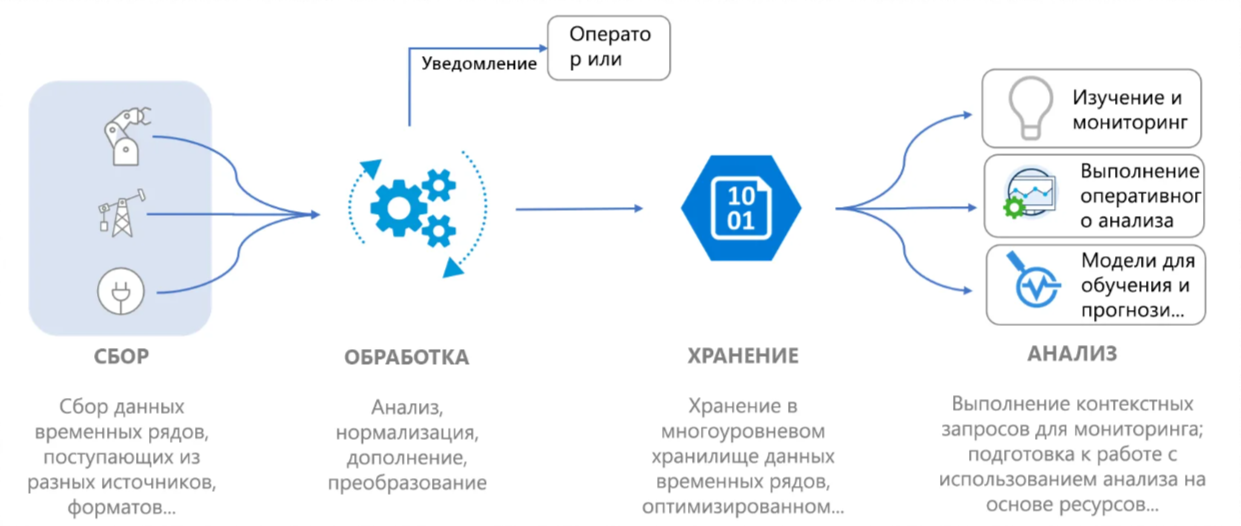 Операто
р или
Уведомление
Изучение и
мониторинг
Выполнение
оперативног
о анализа
Модели для
обучения и
прогнози...
10
01
СБОР
ОБРАБОТКА
ХРАНЕНИЕ
АНАЛИЗ
Сбор данных
временных рядов,
поступающих из
разных источников,
форматов...
Анализ,
нормализация,
дополнение,
преобразование
Хранение в
многоуровневом
хранилище данных
временных рядов,
оптимизированном...
Выполнение контекстных
запросов для мониторинга;
подготовка к работе с
использованием анализа на
основе ресурсов...